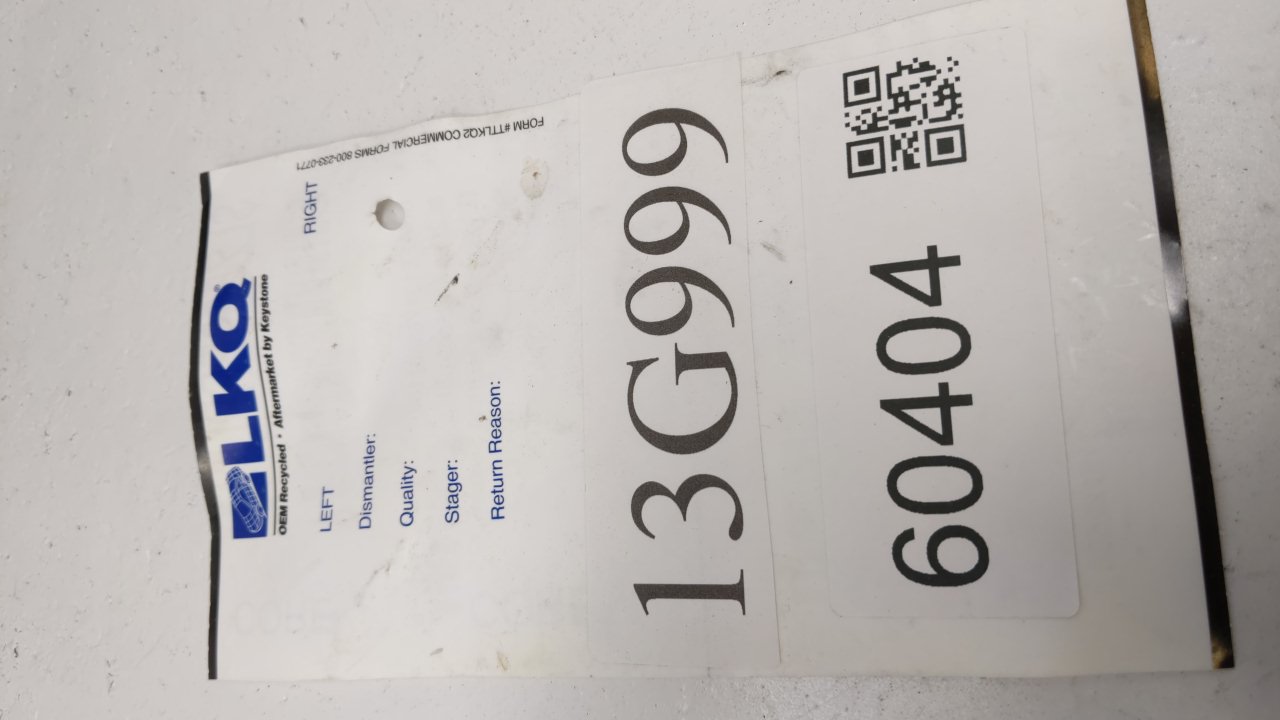 LKQ®
OEM Recycled • Aftermarket by Keystone
LEFT RIGHT
Dismantler:
Quality:
Stager:
Return Reason:
FORM #TTLKQ2 COMMERCIAL FORMS 800-233-0771
13G999
60404